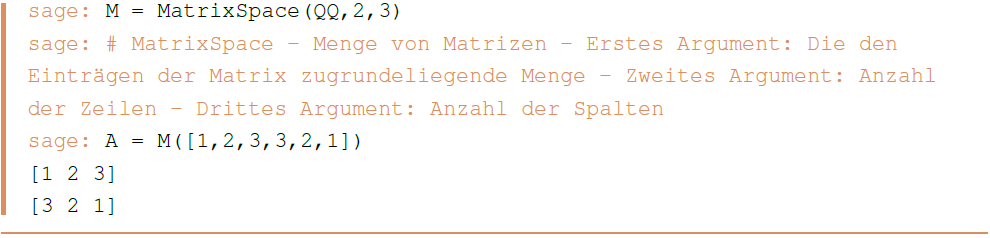 sage: M = MatrixSpace(QQ,2,3)
sage: # MatrixSpace – Menge von Matrizen – Erstes Argument: Die den
Einträgen der Matrix zugrundeliegende Menge – Zweites Argument: Anzahl
der Zeilen – Drittes Argument: Anzahl der Spalten
sage: A = M([1,2,3,3,2,1])
[1 2 3]
[3 2 1]